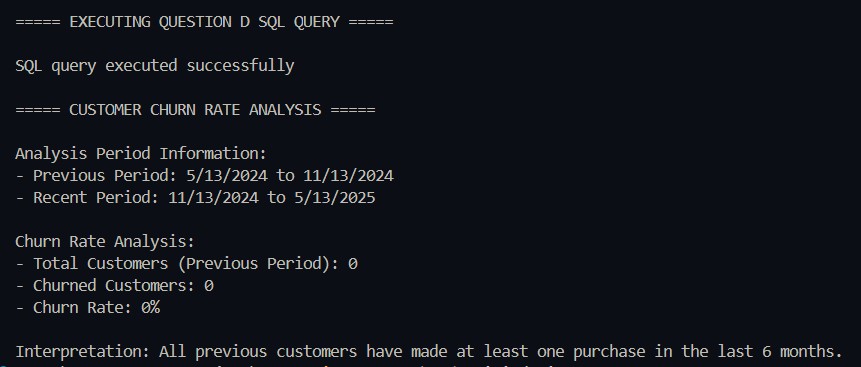 ===== EXECUTING QUESTION D SQL QUERY =====
SQL query executed successfully
===== CUSTOMER CHURN RATE ANALYSIS =====
Analysis Period Information:
- Previous Period: 5/13/2024 to 11/13/2024
- Recent Period: 11/13/2024 to 5/13/2025
Churn Rate Analysis:
- Total Customers (Previous Period): 0
- Churned Customers: 0
- Churn Rate: 0%
Interpretation: All previous customers have made at least one purchase in the last 6 months.